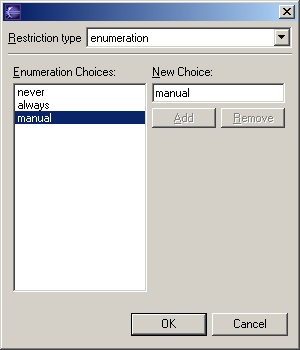 Restriction type
enumeration
Enumeration Choices:
New Choice:
never
always
manual
manual
Add
Remove
OK
Cancel